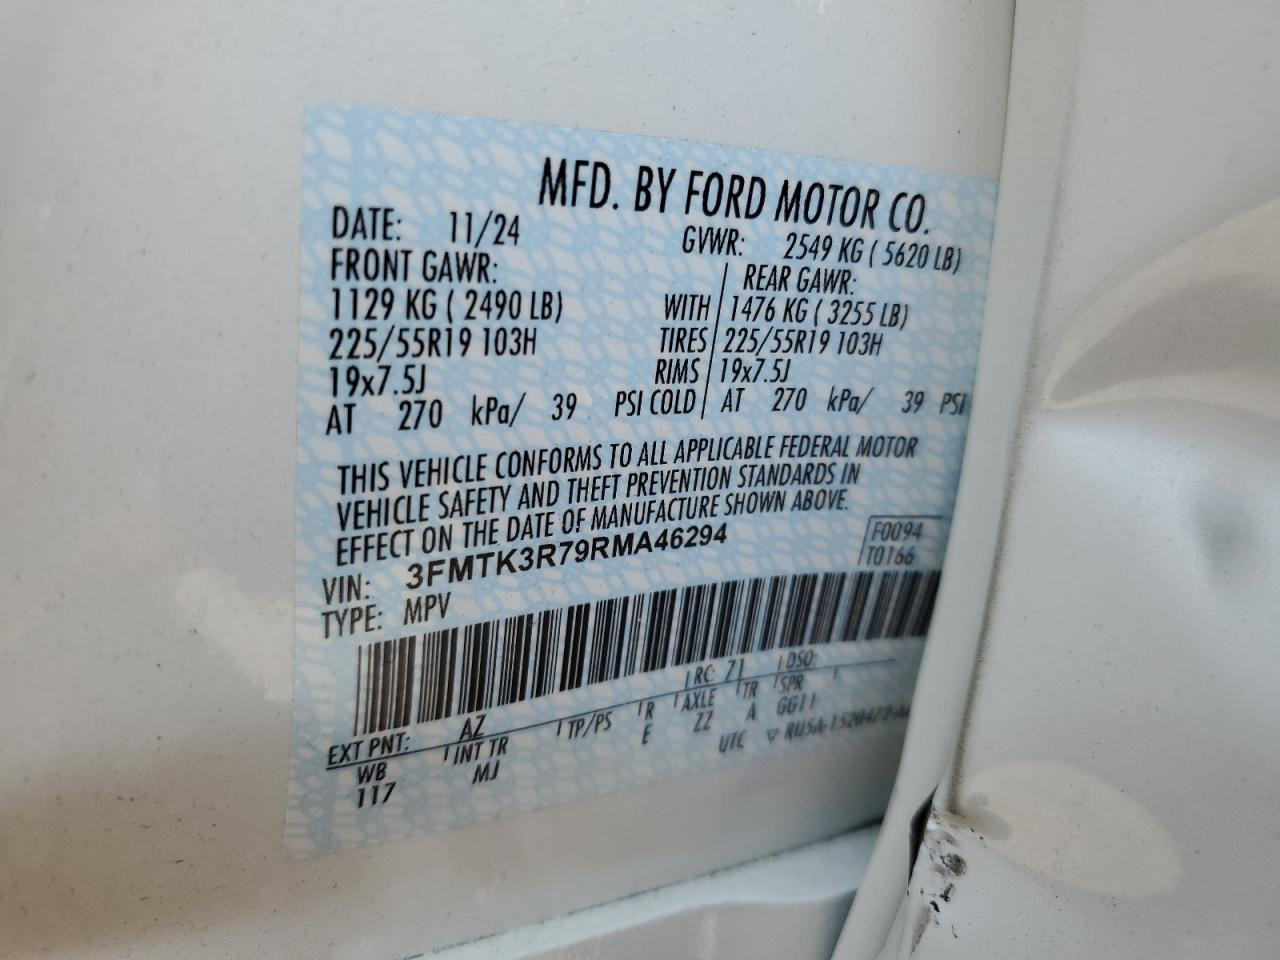 MFD. BY FORD MOTOR CO.
DATE: 11/24 GVWR: 2549 KG ( 5620 LB)
FRONT GAWR: REAR GAWR:
1129 KG ( 2490 LB) WITH 1476 KG ( 3255 LB)
225/55R19 103H TIRES 225/55R19 103H
19x7.5J RIMS 19x7.5J
AT 270 kPa/ 39 PSI COLD AT 270 kPa/ 39 PSI
THIS VEHICLE CONFORMS TO ALL APPLICABLE FEDERAL MOTOR
VEHICLE SAFETY AND THEFT PREVENTION STANDARDS IN
EFFECT ON THE DATE OF MANUFACTURE SHOWN ABOVE.
VIN: 3FMTK3R79RMA46294 F0094
TYPE: MPV T0166
EXT PNT: AZ RC: 71 DSO:
WB INT TR TP/PS R AXLE TR SPR
117 MJ E ZZ A GG11
UTC